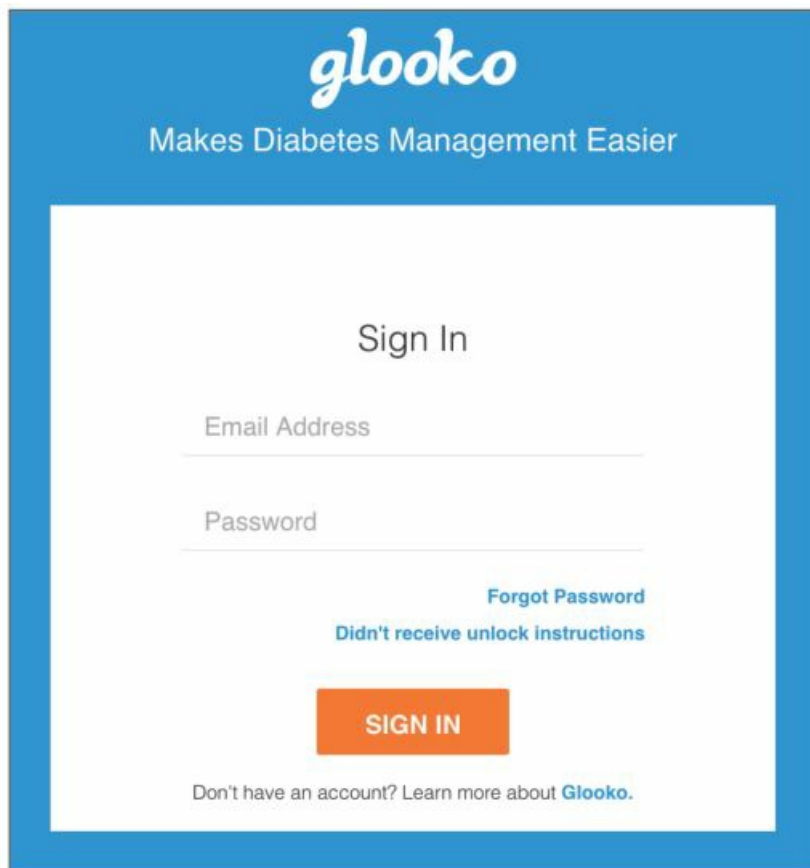 glooko
Makes Diabetes Management Easier
Sign In
Email Address
Password
Forgot Password
Didn't receive unlock instructions
SIGN IN
Don't have an account? Learn more about Glooko.